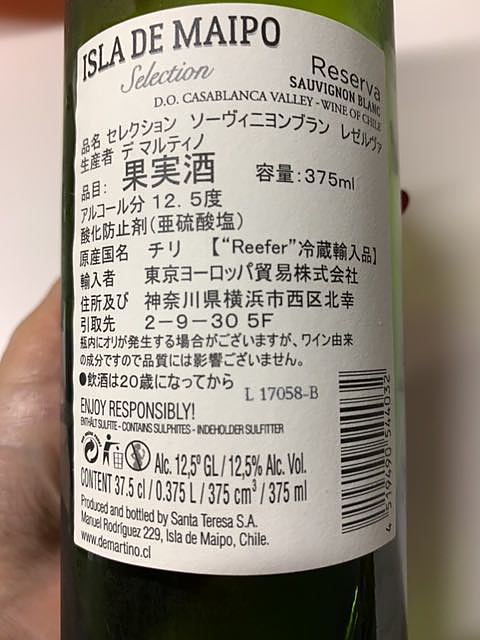 ISLA DE MAIPO
Selection
Reserva
SAUVIGNON BLANC
D.O. CASABLANCA VALLEY - WINE OF CHILE
品名 セレクション ソーヴィニヨンブラン レゼルヴァ
生産者 デ マルティノ
品目: 果実酒 容量:375ml
アルコール分 12.5度
酸化防止剤(亜硫酸塩)
原産国名 チリ 【“Reefer”冷蔵輸入品】
輸入者 東京ヨーロッパ貿易株式会社
住所及び 神奈川県横浜市西区北幸
引取先 2-9-30 5F
瓶内にオリが発生する場合がございますが、ワイン由来
の成分ですので品質には影響ございません。
●飲酒は20歳になってから
L 17058-B
ENJOY RESPONSIBLY!
ENTHÄLT SULFITE - CONTAINS SULPHITES - INDEHOLDER SULFITTER
Alc. 12,5º GL / 12,5% Alc. Vol.
CONTENT 37.5 cl / 0.375 L / 375 cm³ / 375 ml
Produced and bottled by Santa Teresa S.A.
Manuel Rodríguez 229, Isla de Maipo, Chile.
www.demartino.cl
4 519490 544032